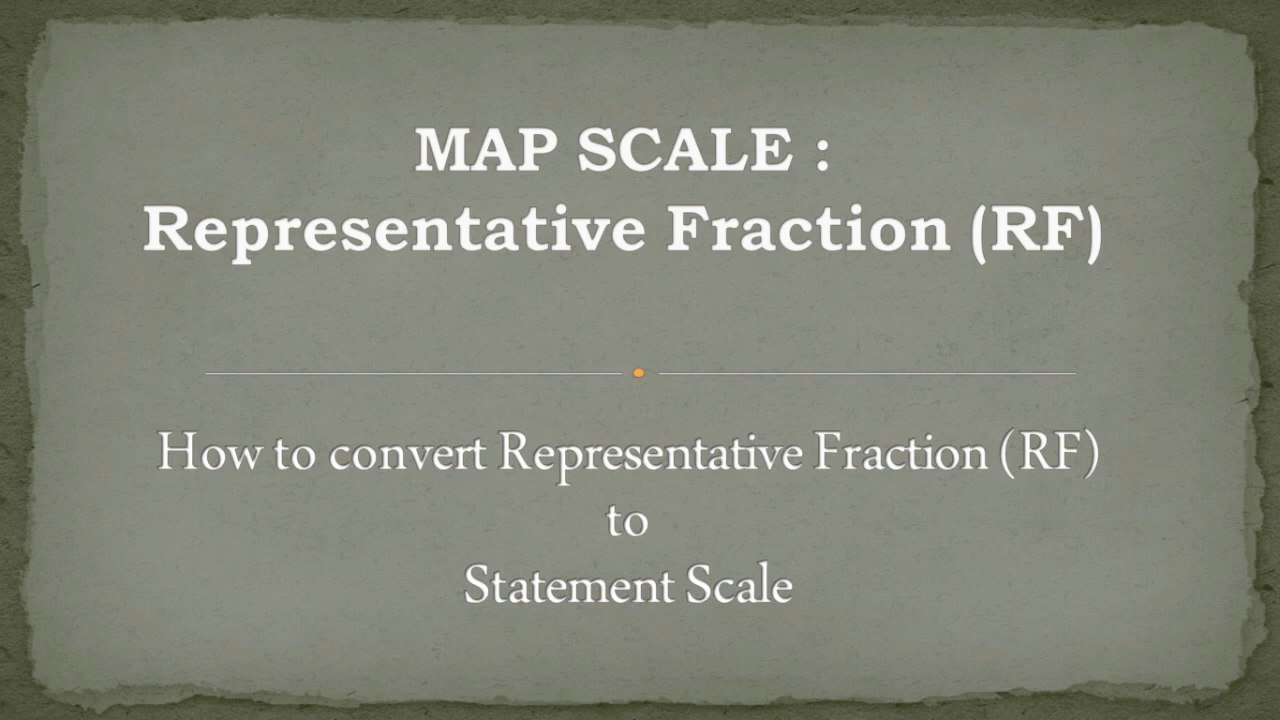 MAP SCALE :
Representative Fraction (RF)
How to convert Representative Fraction (RF)
to
Statement Scale